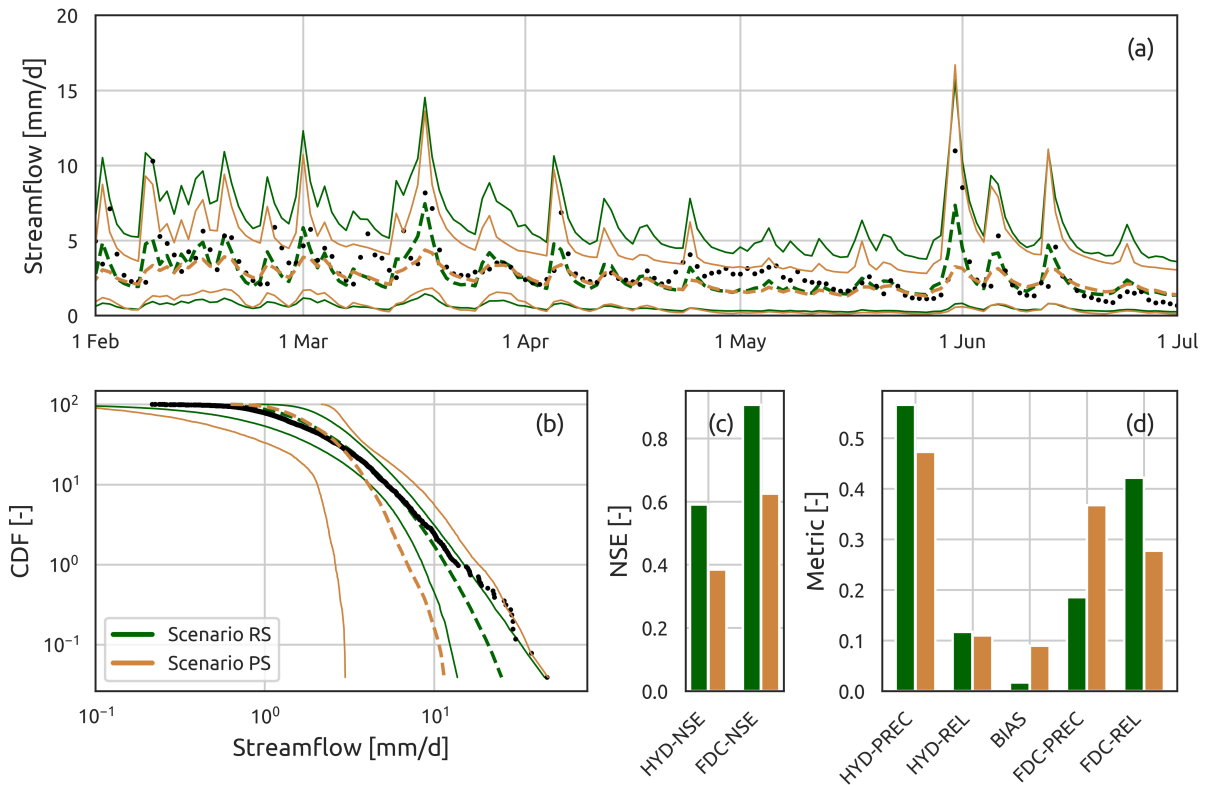 (a)
Streamflow [mm/d]
20
15
10
5
0
1 Feb
1 Mar
1 Apr
1 May
1 Jun
1 Jul
(b)
CDF [-]
10²
10¹
10⁰
10⁻¹
Scenario RS
Scenario PS
10⁻¹
10⁰
10¹
Streamflow [mm/d]
(c)
NSE [-]
0.8
0.6
0.4
0.2
0.0
HYD-NSE
FDC-NSE
(d)
Metric [-]
0.5
0.4
0.3
0.2
0.1
0.0
HYD-PREC
HYD-REL
BIAS
FDC-PREC
FDC-REL